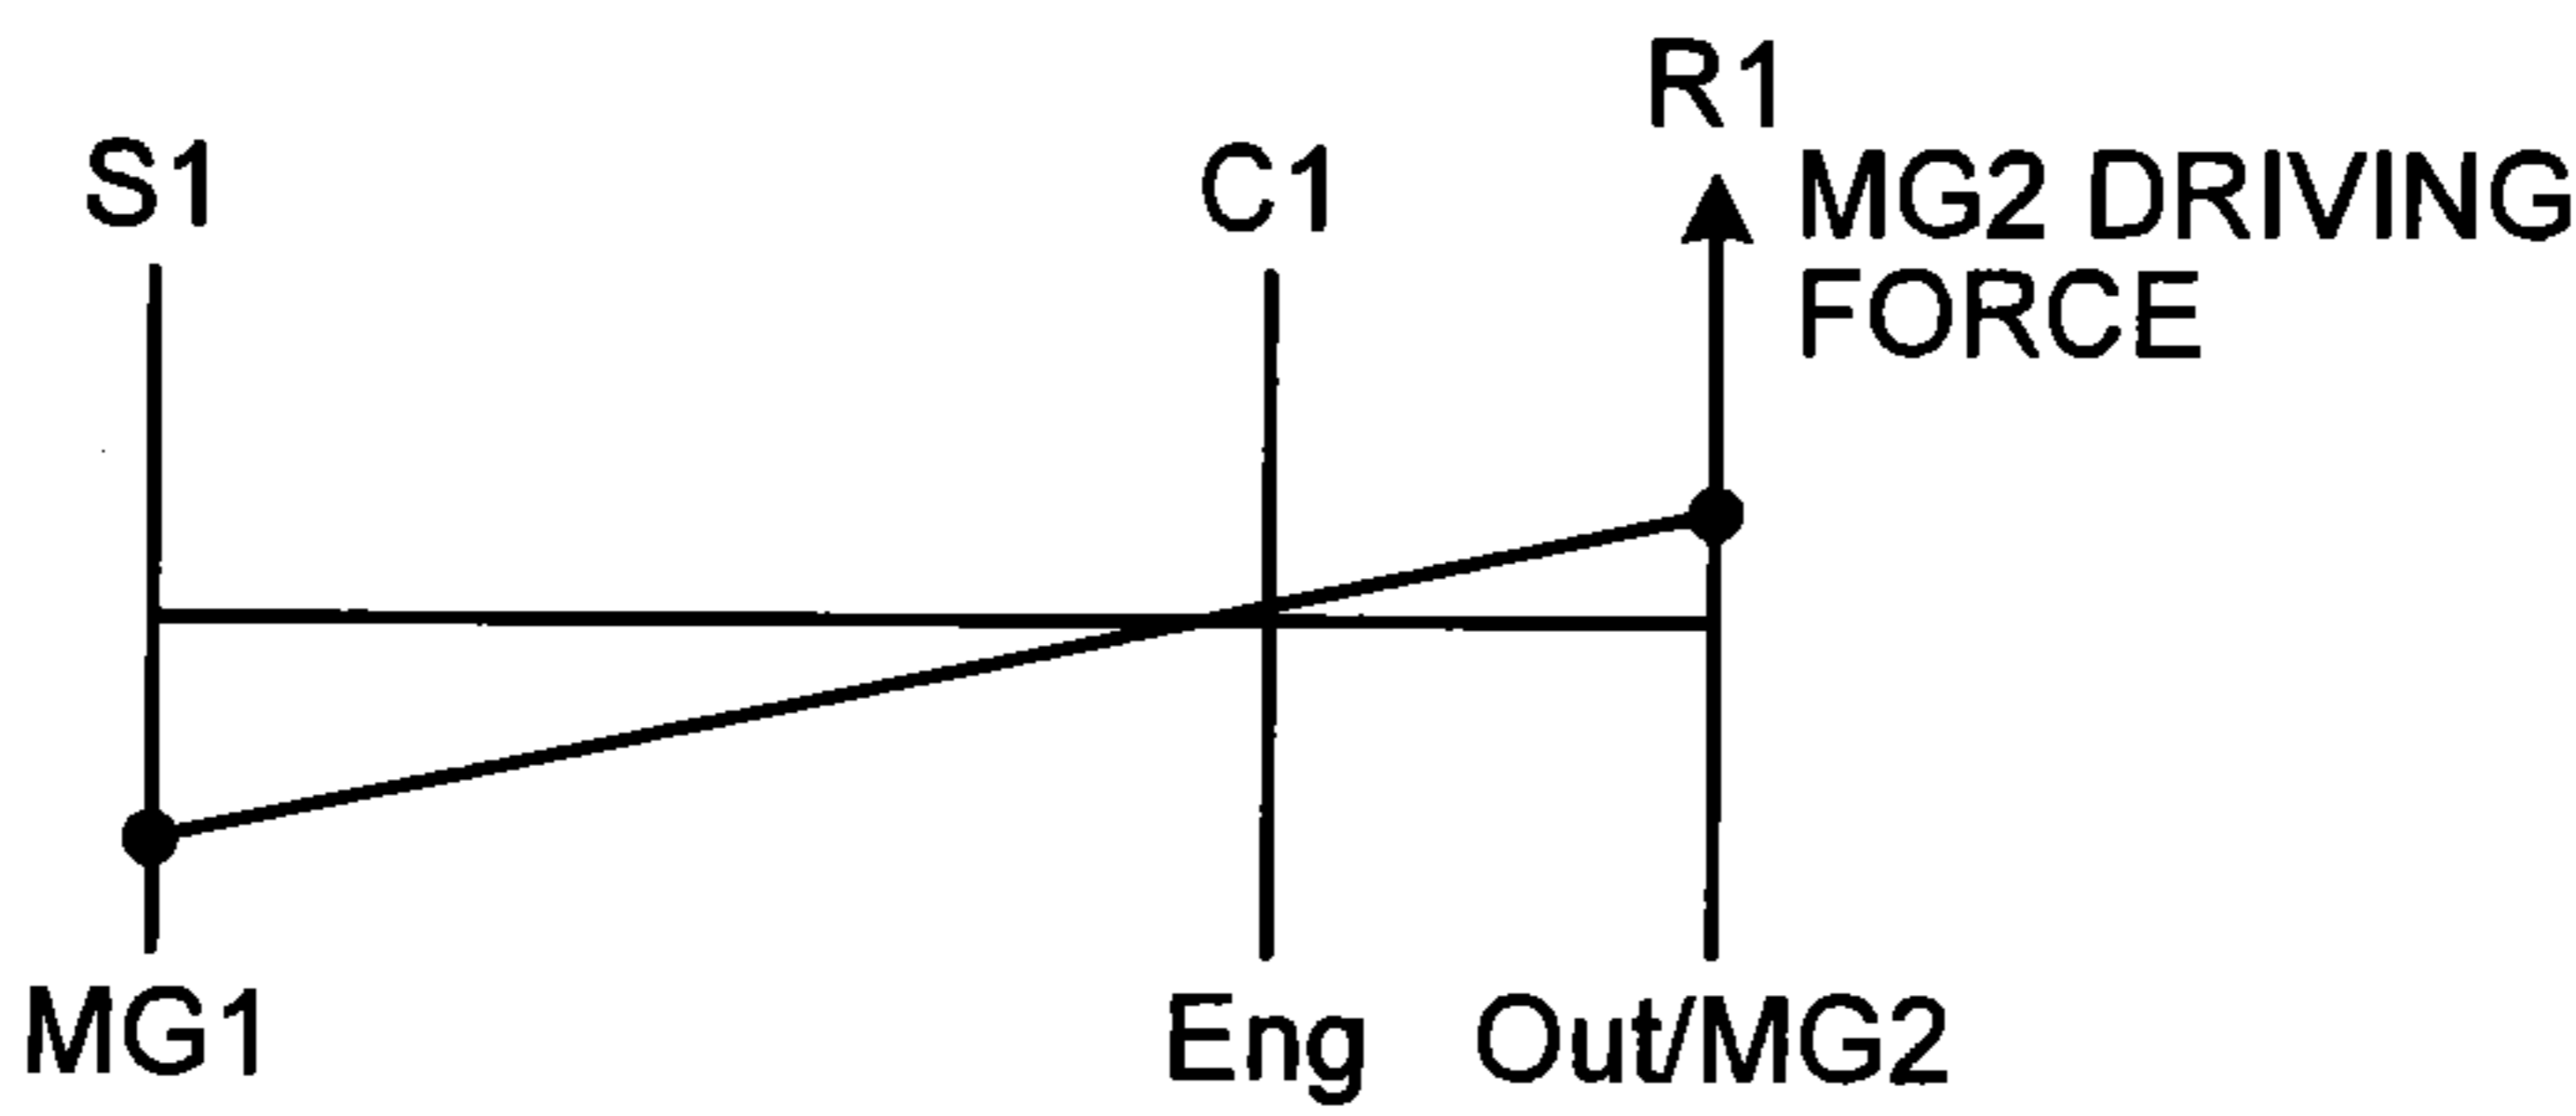 S1
C1
R1
MG2 DRIVING
FORCE
MG1
Eng
Out/MG2